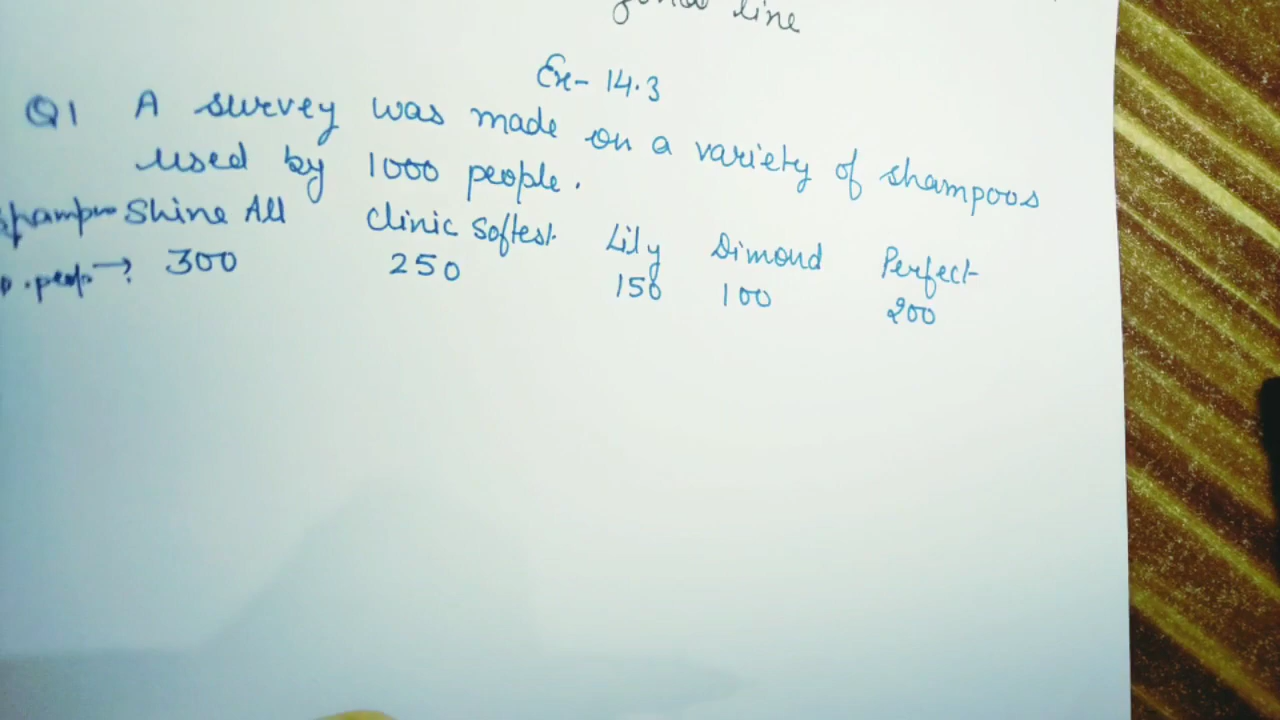 line
Ex- 14.3
Q1 A survey was made on a variety of shampoos
used by 1000 people.
Shine All Clinic Softest. Lily Dimond Perfect
300 250 150 100 200